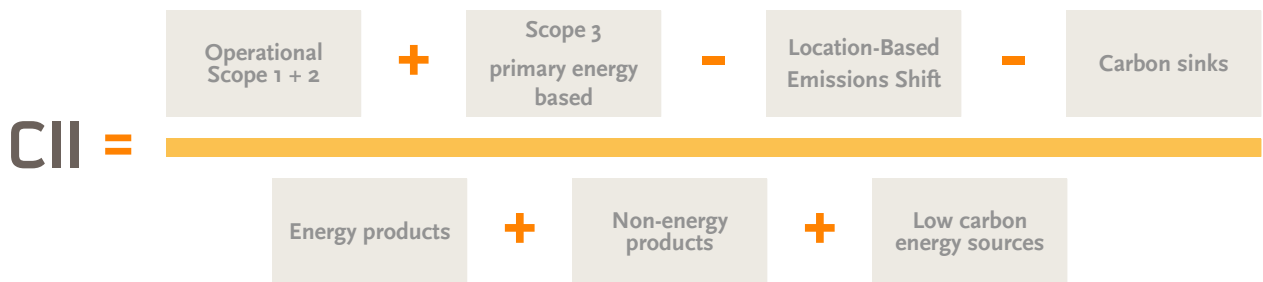 Operational
Scope 1 + 2
+
Scope 3
primary energy
based
-
Location-Based
Emissions Shift
-
Carbon sinks
CII =
Energy products
+
Non-energy
products
+
Low carbon
energy sources